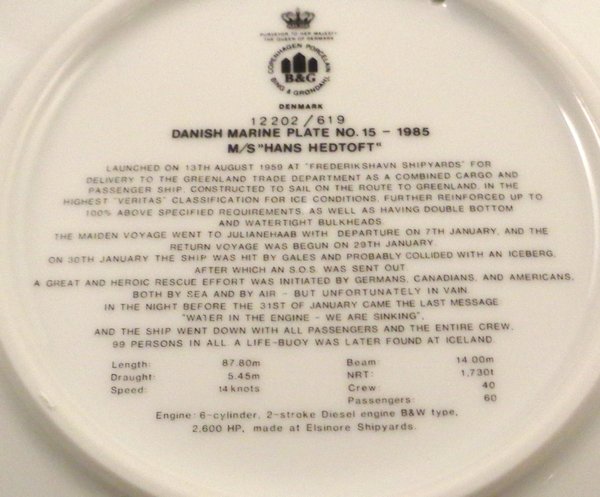 PURVEYOR TO HER MAJESTY
THE QUEEN OF DENMARK
COPENHAGEN PORCELAIN
B&G
BING & GRONDAHL
DENMARK
12202/619
DANISH MARINE PLATE NO. 15 - 1985
M/S "HANS HEDTOFT"
LAUNCHED ON 13TH AUGUST 1959 AT "FREDERIKSHAVN SHIPYARDS" FOR
DELIVERY TO THE GREENLAND TRADE DEPARTMENT AS A COMBINED CARGO AND
PASSENGER SHIP. CONSTRUCTED TO SAIL ON THE ROUTE TO GREENLAND, IN THE
HIGHEST "VERITAS" CLASSIFICATION FOR ICE CONDITIONS, FURTHER REINFORCED UP TO
100% ABOVE SPECIFIED REQUIREMENTS, AS WELL AS HAVING DOUBLE BOTTOM
AND WATERTIGHT BULKHEADS.
THE MAIDEN VOYAGE WENT TO JULIANEHAAB WITH DEPARTURE ON 7TH JANUARY, AND THE
RETURN VOYAGE WAS BEGUN ON 29TH JANUARY.
ON 30TH JANUARY THE SHIP WAS HIT BY GALES AND PROBABLY COLLIDED WITH AN ICEBERG,
AFTER WHICH AN S.O.S. WAS SENT OUT
A GREAT AND HEROIC RESCUE EFFORT WAS INITIATED BY GERMANS, CANADIANS, AND AMERICANS,
BOTH BY SEA AND BY AIR - BUT UNFORTUNATELY IN VAIN.
IN THE NIGHT BEFORE THE 31ST OF JANUARY CAME THE LAST MESSAGE
"WATER IN THE ENGINE - WE ARE SINKING",
AND THE SHIP WENT DOWN WITH ALL PASSENGERS AND THE ENTIRE CREW.
99 PERSONS IN ALL. A LIFE-BUOY WAS LATER FOUND AT ICELAND
Length: 87.80m Beam: 14.00m
Draught: 5.45m NRT: 1,730t
Speed: 14 knots Crew: 40
Passengers 60
Engine: 6-cylinder, 2-stroke Diesel engine B&W type,
2,600 HP, made at Elsinore Shipyards.